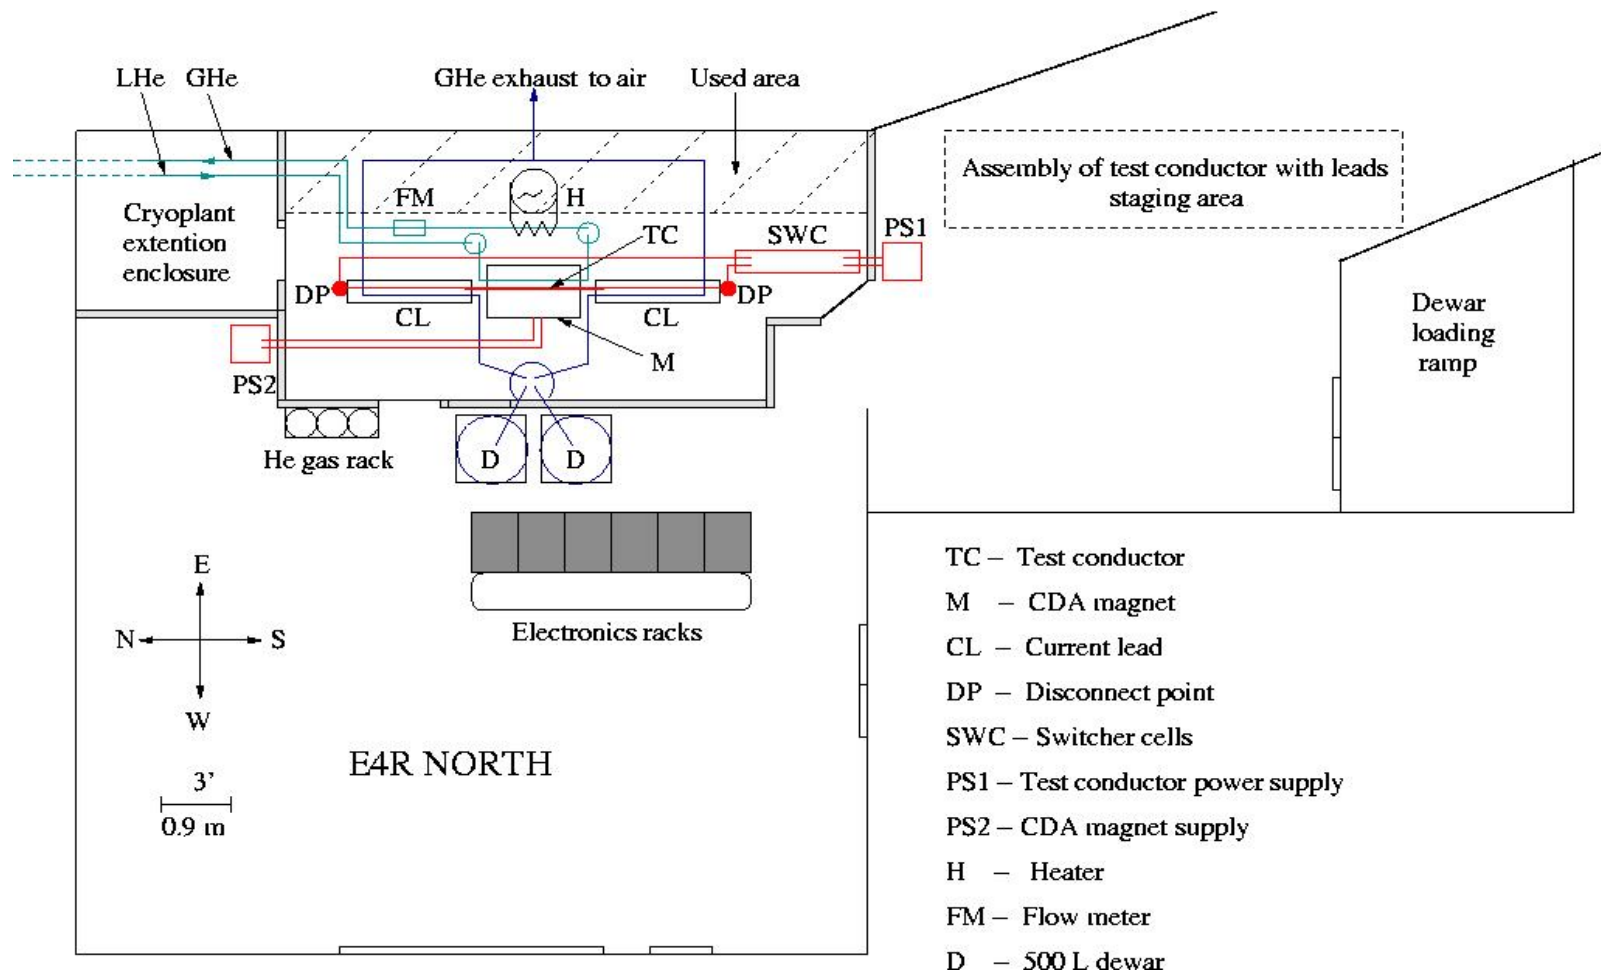 LHe GHe GHe exhaust to air Used area
Assembly of test conductor with leads
staging area
Cryoplant
extention
enclosure
FM H
TC SWC PS1
DP DP
CL CL
M
PS2
Dewar
loading
ramp
He gas rack
D D
Electronics racks
E
N S
W
3'
0.9 m
E4R NORTH
TC – Test conductor
M – CDA magnet
CL – Current lead
DP – Disconnect point
SWC – Switcher cells
PS1 – Test conductor power supply
PS2 – CDA magnet supply
H – Heater
FM – Flow meter
D – 500 L dewar